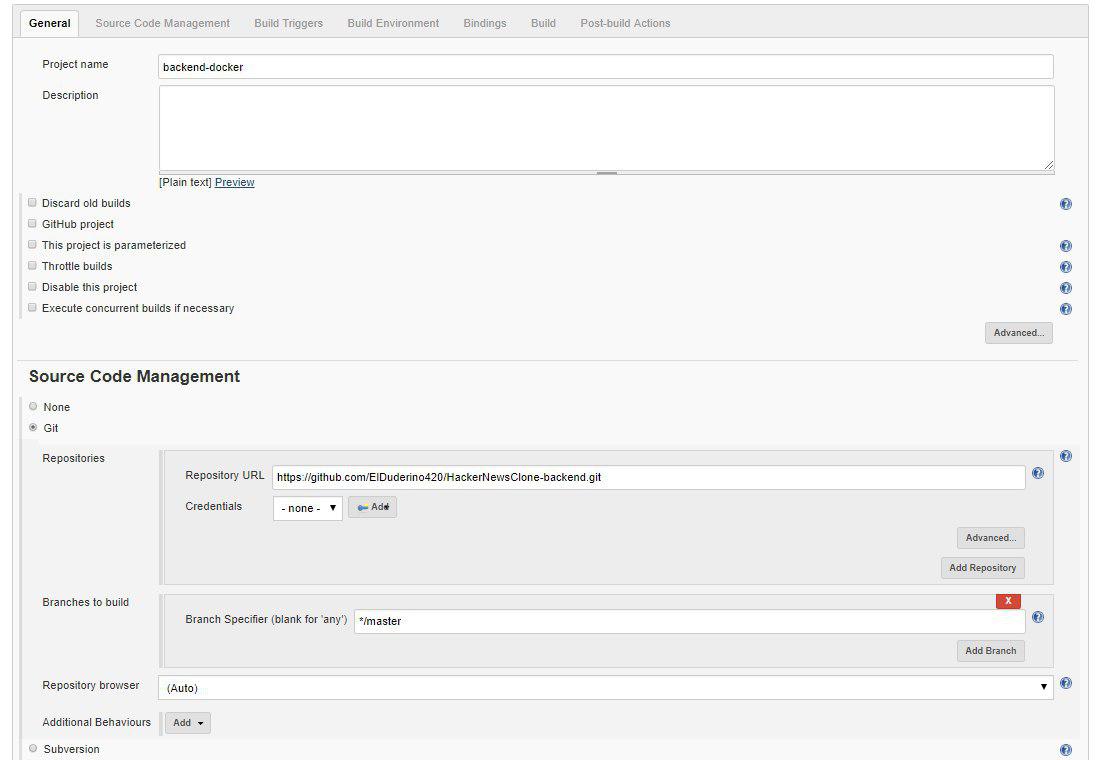 General Source Code Management Build Triggers Build Environment Bindings Build Post-build Actions
Project name backend-docker
Description
[Plain text] Preview
Discard old builds
GitHub project
This project is parameterized
Throttle builds
Disable this project
Execute concurrent builds if necessary
Advanced...
Source Code Management
None
Git
Repositories
Repository URL https://github.com/ElDuderino420/HackerNewsClone-backend.git
Credentials - none - Add
Advanced...
Add Repository
Branches to build
X
Branch Specifier (blank for 'any') */master
Add Branch
Repository browser (Auto)
Additional Behaviours Add
Subversion